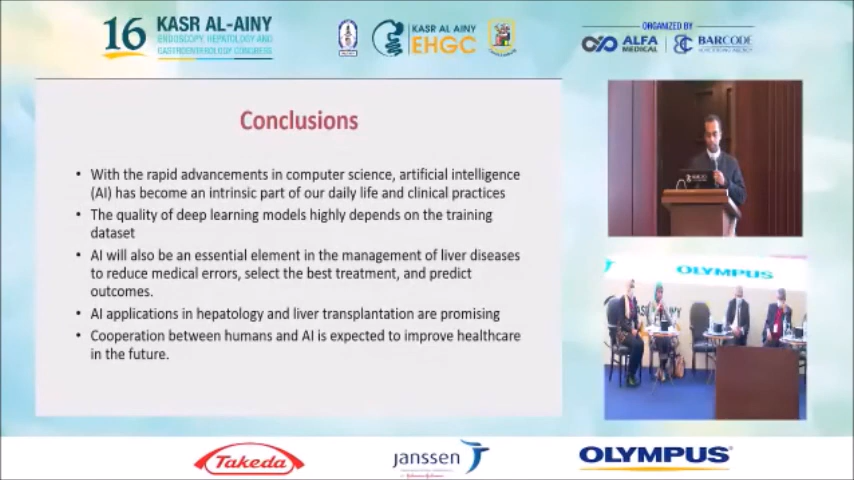 16
KASR AL-AINY
ENDOSCOPY, HEPATOLOGY AND
GASTROENTEROLOGY CONGRESS
KASR AL AINY
EHGC
ORGANIZED BY
ALFA
MEDICAL
BARCODE
Conclusions
• With the rapid advancements in computer science, artificial intelligence
(AI) has become an intrinsic part of our daily life and clinical practices
• The quality of deep learning models highly depends on the training
dataset
• AI will also be an essential element in the management of liver diseases
to reduce medical errors, select the best treatment, and predict
outcomes.
• AI applications in hepatology and liver transplantation are promising
• Cooperation between humans and AI is expected to improve healthcare
in the future.
OLYMPUS
Takeda
janssen
OLYMPUS